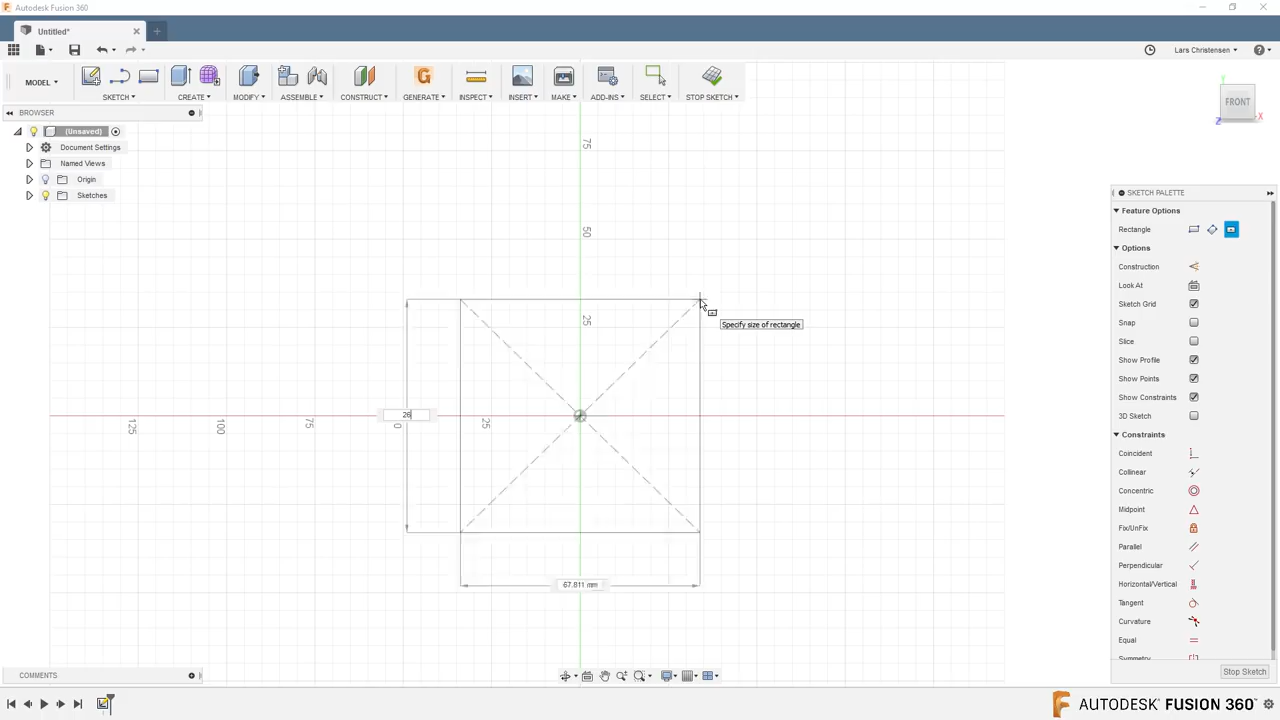 Autodesk Fusion 360
Untitled*
Lars Christensen
MODEL
SKETCH
CREATE
MODIFY
ASSEMBLE
CONSTRUCT
GENERATE
INSPECT
INSERT
MAKE
ADD-INS
SELECT
STOP SKETCH
BROWSER
(Unsaved)
Document Settings
Named Views
Origin
Sketches
FRONT
Y
X
Z
75
50
25
125
100
75
0
25
26
Specify size of rectangle
67.811 mm
SKETCH PALETTE
Feature Options
Rectangle
Options
Construction
Look At
Sketch Grid
Snap
Slice
Show Profile
Show Points
Show Constraints
3D Sketch
Constraints
Coincident
Collinear
Concentric
Midpoint
Fix/UnFix
Parallel
Perpendicular
Horizontal/Vertical
Tangent
Curvature
Equal
Symmetry
Stop Sketch
COMMENTS
AUTODESK® FUSION 360™